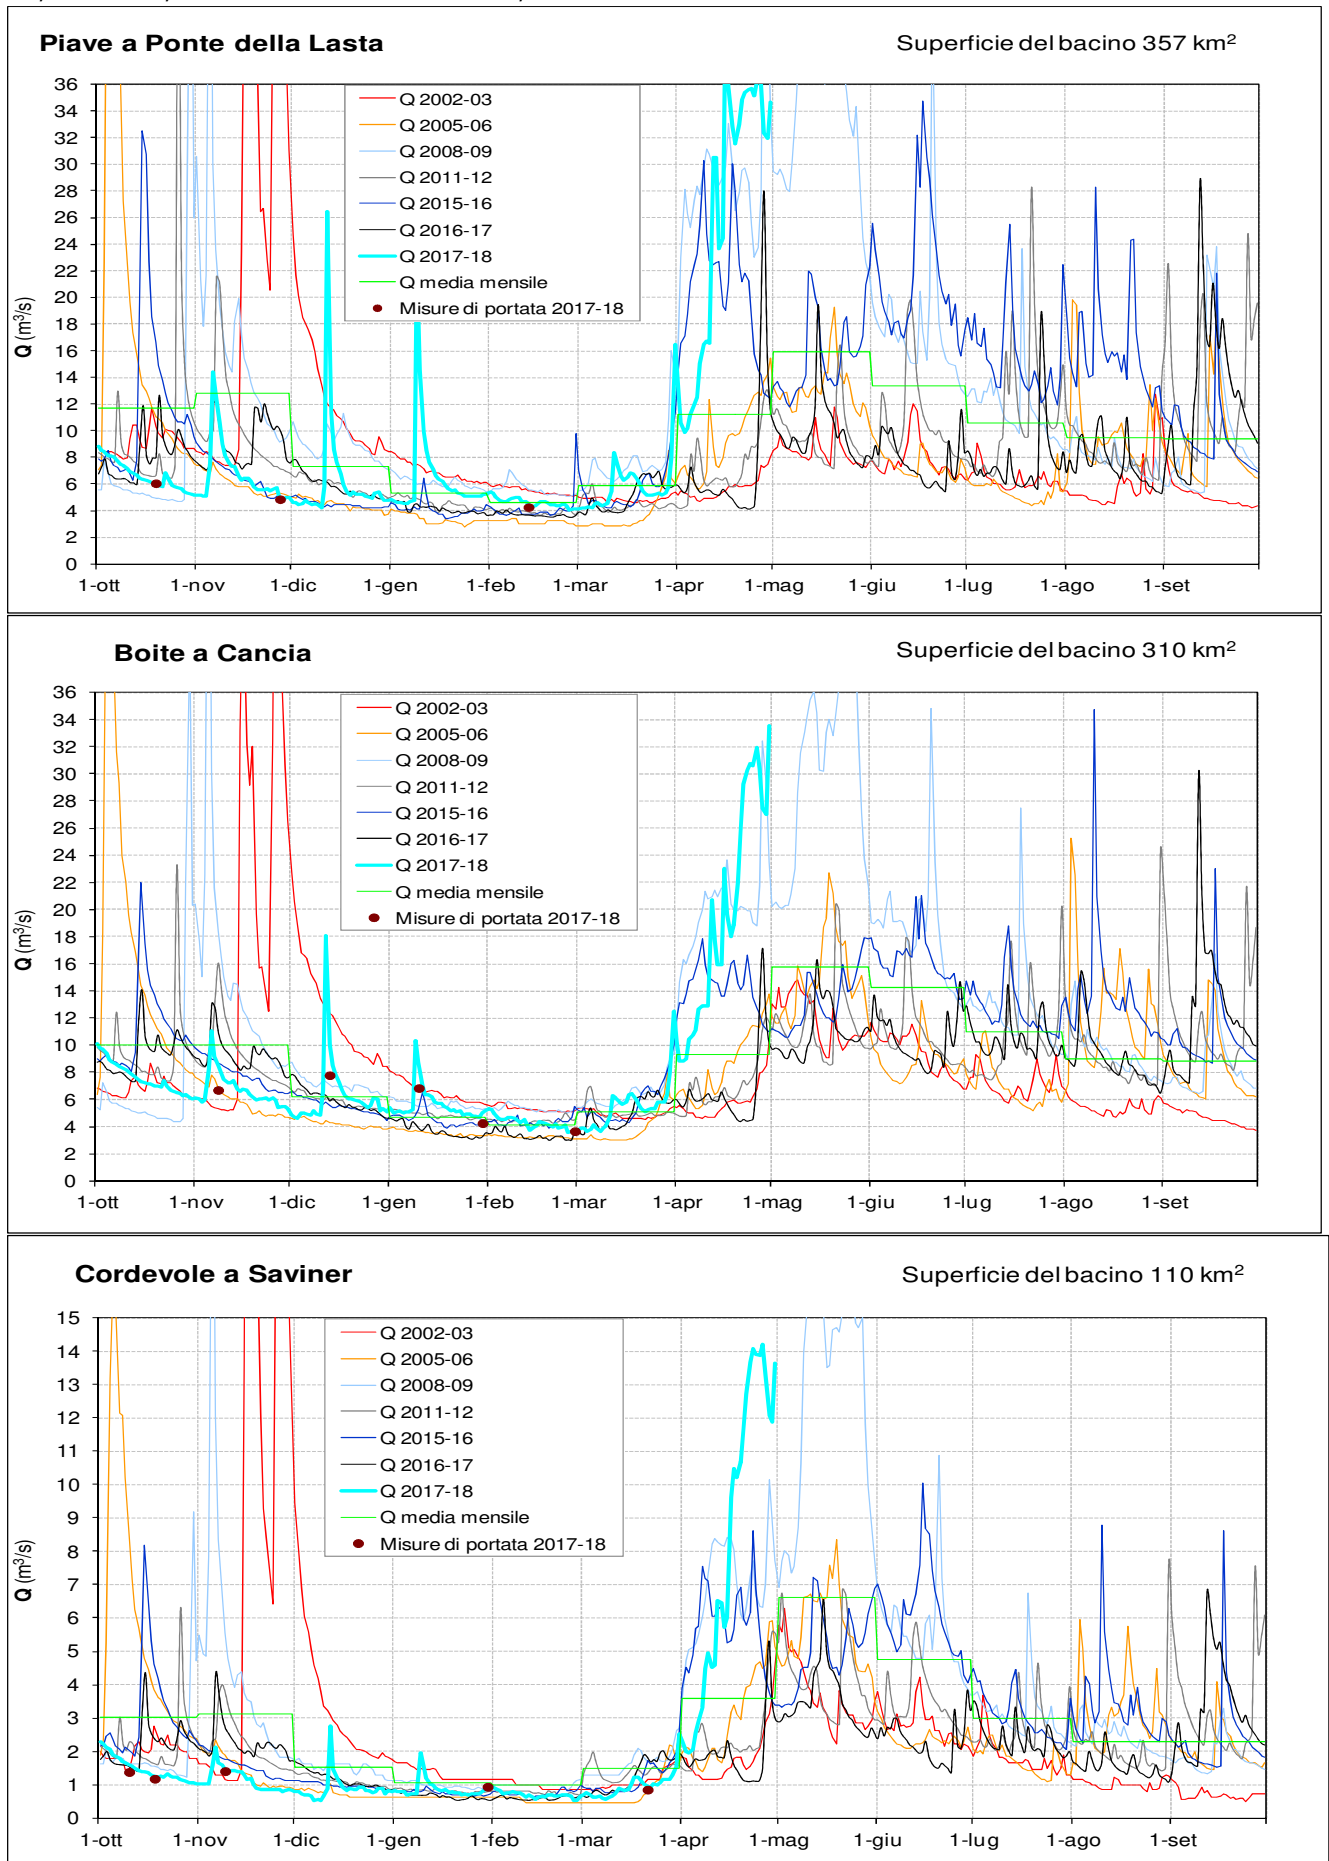 Piave a Ponte della Lasta
Superficie del bacino 357 km²
Q (m³/s)
36
34
32
30
28
26
24
22
20
18
16
14
12
10
8
6
4
2
0
Q 2002-03
Q 2005-06
Q 2008-09
Q 2011-12
Q 2015-16
Q 2016-17
Q 2017-18
Q media mensile
Misure di portata 2017-18
1-ott 1-nov 1-dic 1-gen 1-feb 1-mar 1-apr 1-mag 1-giu 1-lug 1-ago 1-set
Boite a Cancia
Superficie del bacino 310 km²
Q (m³/s)
36
34
32
30
28
26
24
22
20
18
16
14
12
10
8
6
4
2
0
Q 2002-03
Q 2005-06
Q 2008-09
Q 2011-12
Q 2015-16
Q 2016-17
Q 2017-18
Q media mensile
Misure di portata 2017-18
1-ott 1-nov 1-dic 1-gen 1-feb 1-mar 1-apr 1-mag 1-giu 1-lug 1-ago 1-set
Cordevole a Saviner
Superficie del bacino 110 km²
Q (m³/s)
15
14
13
12
11
10
9
8
7
6
5
4
3
2
1
0
Q 2002-03
Q 2005-06
Q 2008-09
Q 2011-12
Q 2015-16
Q 2016-17
Q 2017-18
Q media mensile
Misure di portata 2017-18
1-ott 1-nov 1-dic 1-gen 1-feb 1-mar 1-apr 1-mag 1-giu 1-lug 1-ago 1-set